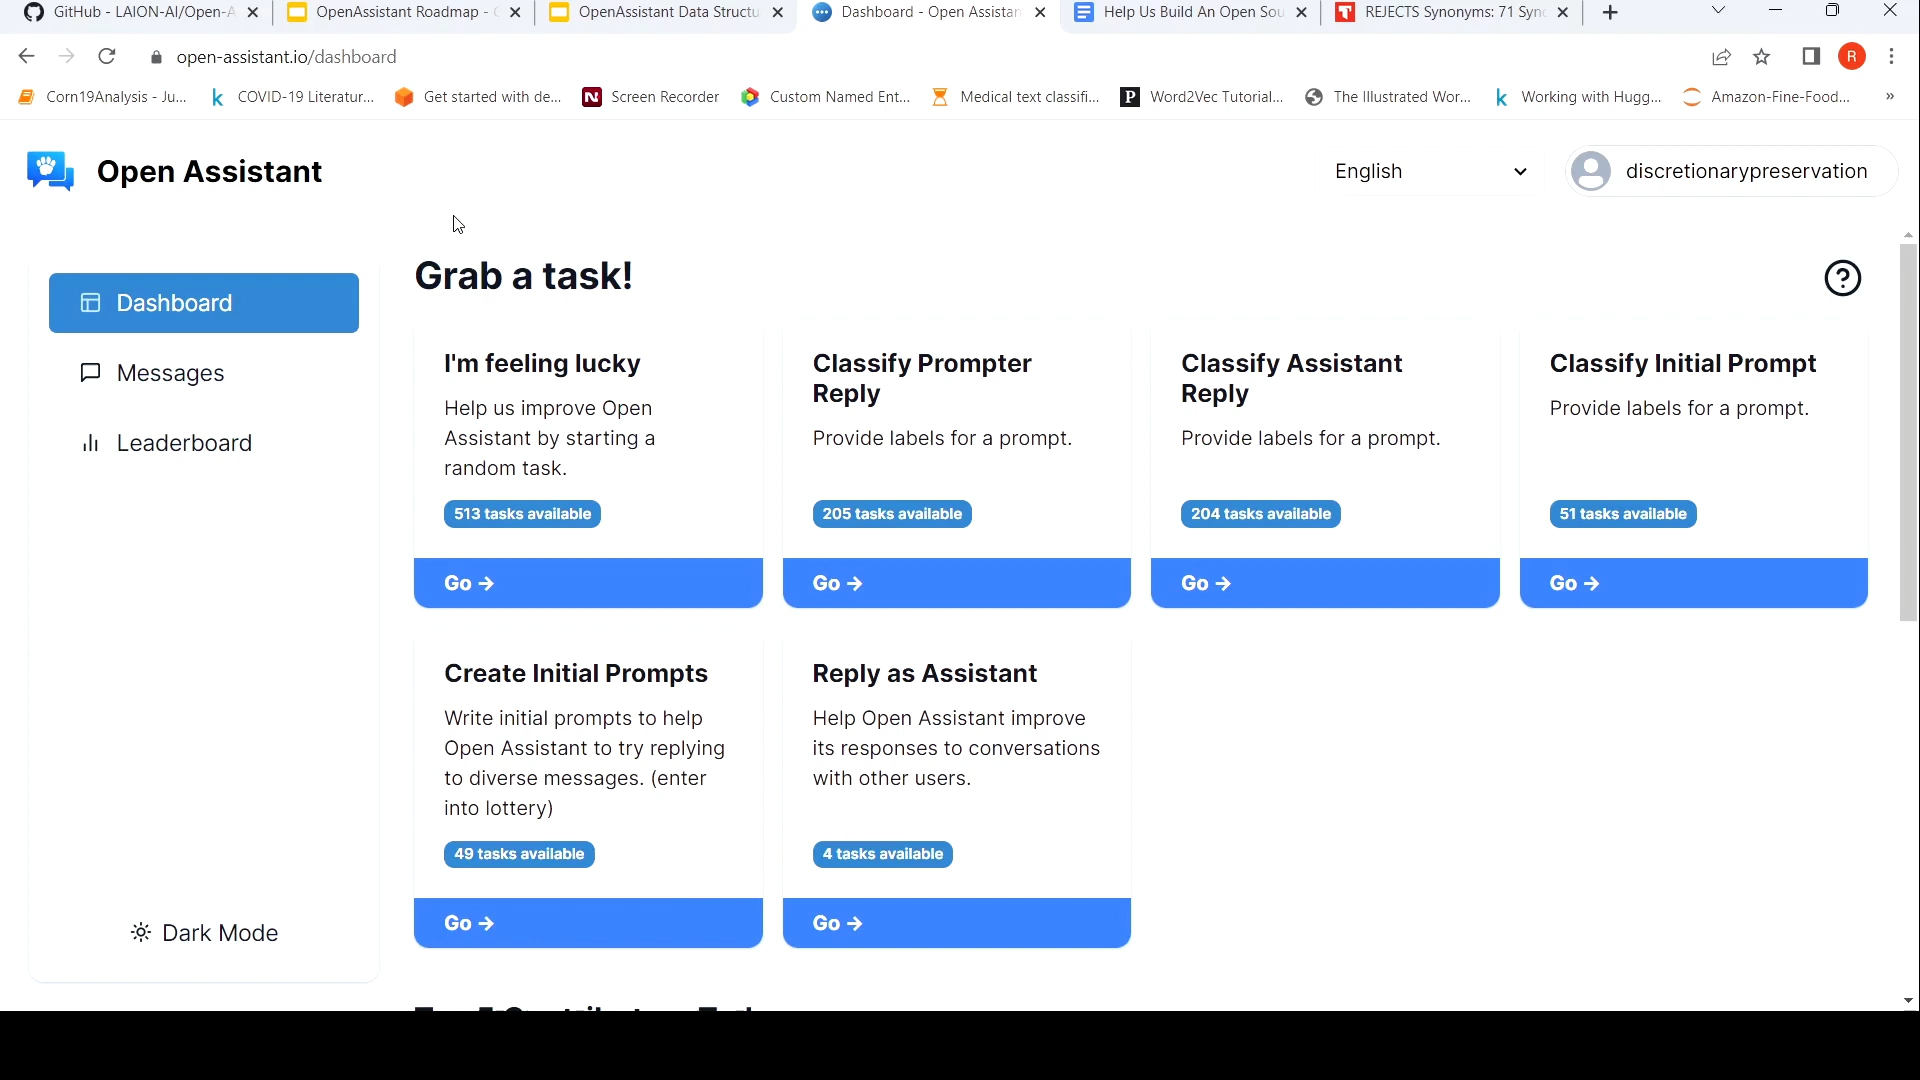 GitHub - LAION-AI/Open-A
OpenAssistant Roadmap -
OpenAssistant Data Structu
Dashboard - Open Assistan
Help Us Build An Open Sou
REJECTS Synonyms: 71 Syn
open-assistant.io/dashboard
R
Corn19Analysis - Ju...
COVID-19 Literatur...
Get started with de...
Screen Recorder
Custom Named Ent...
Medical text classifi...
Word2Vec Tutorial...
The Illustrated Wor...
Working with Hugg...
Amazon-Fine-Food...
»
Open Assistant
English
discretionarypreservation
Dashboard
Messages
Leaderboard
Dark Mode
Grab a task!
I'm feeling lucky
Help us improve Open
Assistant by starting a
random task.
513 tasks available
Go →
Classify Prompter
Reply
Provide labels for a prompt.
205 tasks available
Go →
Classify Assistant
Reply
Provide labels for a prompt.
204 tasks available
Go →
Classify Initial Prompt
Provide labels for a prompt.
51 tasks available
Go →
Create Initial Prompts
Write initial prompts to help
Open Assistant to try replying
to diverse messages. (enter
into lottery)
49 tasks available
Go →
Reply as Assistant
Help Open Assistant improve
its responses to conversations
with other users.
4 tasks available
Go →